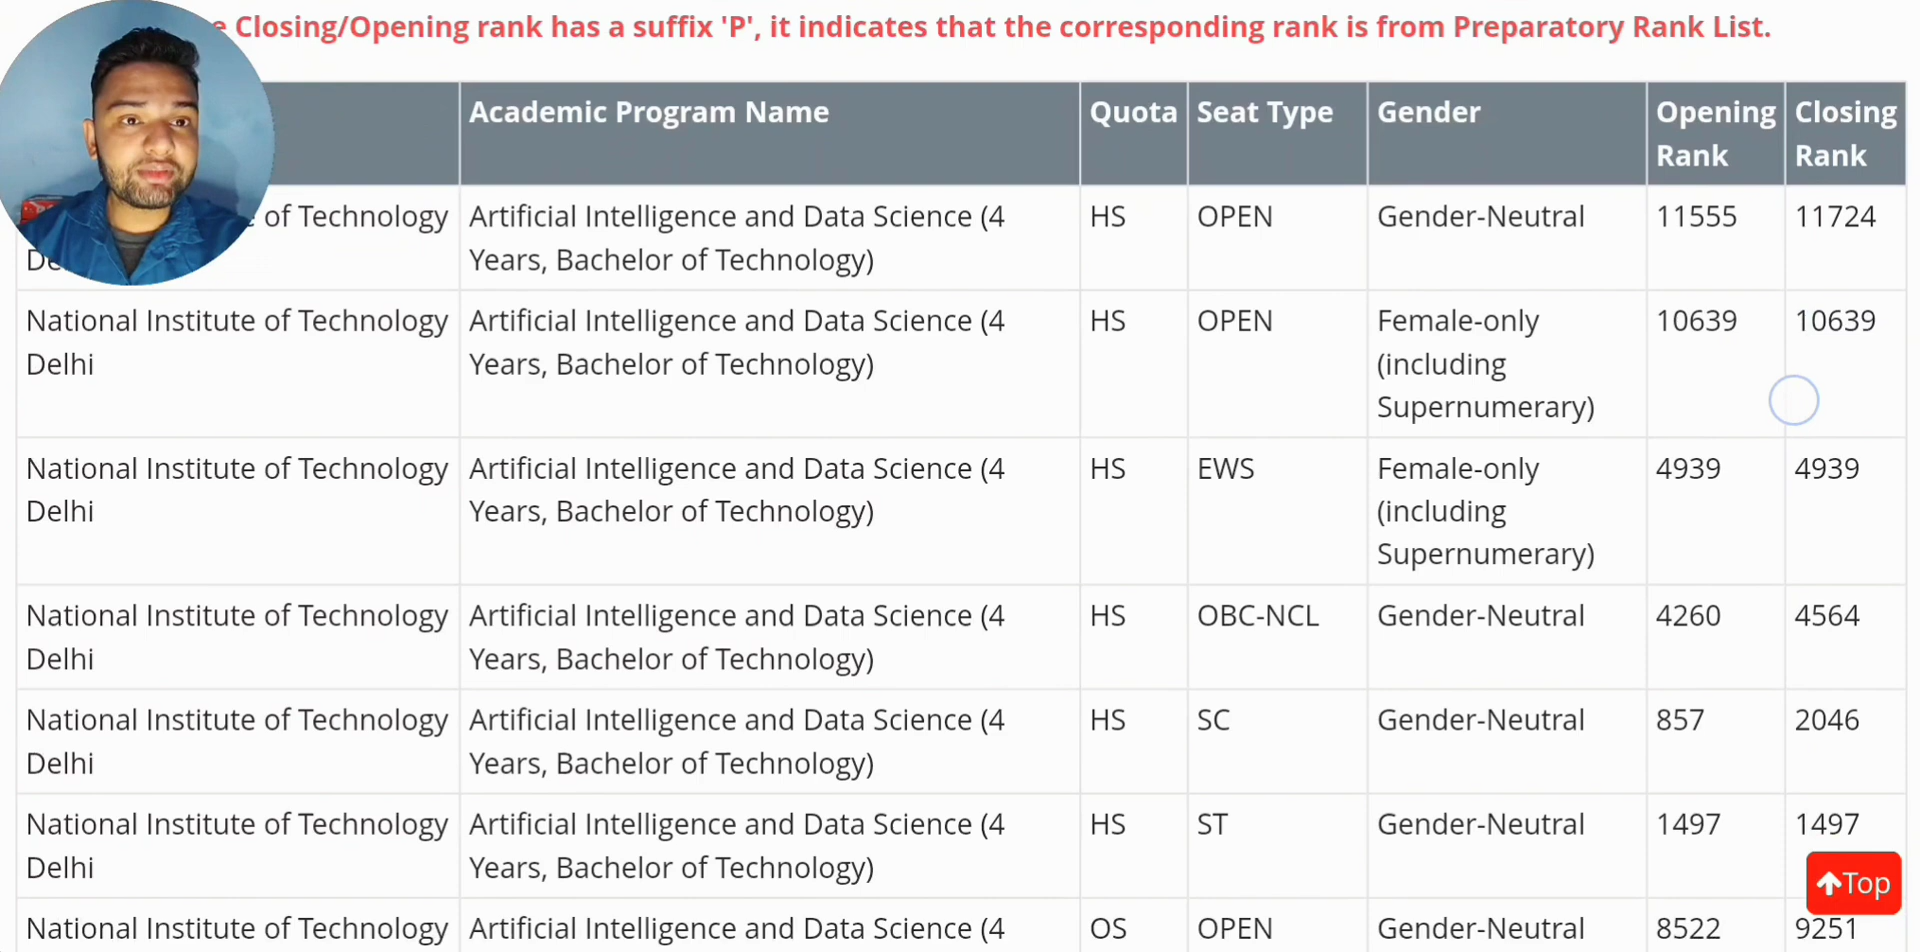 Closing/Opening rank has a suffix 'P', it indicates that the corresponding rank is from Preparatory Rank List.
Academic Program Name Quota Seat Type Gender Opening Rank Closing Rank
of Technology Artificial Intelligence and Data Science (4 HS OPEN Gender-Neutral 11555 11724
Years, Bachelor of Technology)
National Institute of Technology Artificial Intelligence and Data Science (4 HS OPEN Female-only 10639 10639
Delhi Years, Bachelor of Technology) (including
Supernumerary)
National Institute of Technology Artificial Intelligence and Data Science (4 HS EWS Female-only 4939 4939
Delhi Years, Bachelor of Technology) (including
Supernumerary)
National Institute of Technology Artificial Intelligence and Data Science (4 HS OBC-NCL Gender-Neutral 4260 4564
Delhi Years, Bachelor of Technology)
National Institute of Technology Artificial Intelligence and Data Science (4 HS SC Gender-Neutral 857 2046
Delhi Years, Bachelor of Technology)
National Institute of Technology Artificial Intelligence and Data Science (4 HS ST Gender-Neutral 1497 1497
Delhi Years, Bachelor of Technology)
Top
National Institute of Technology Artificial Intelligence and Data Science (4 OS OPEN Gender-Neutral 8522 9251